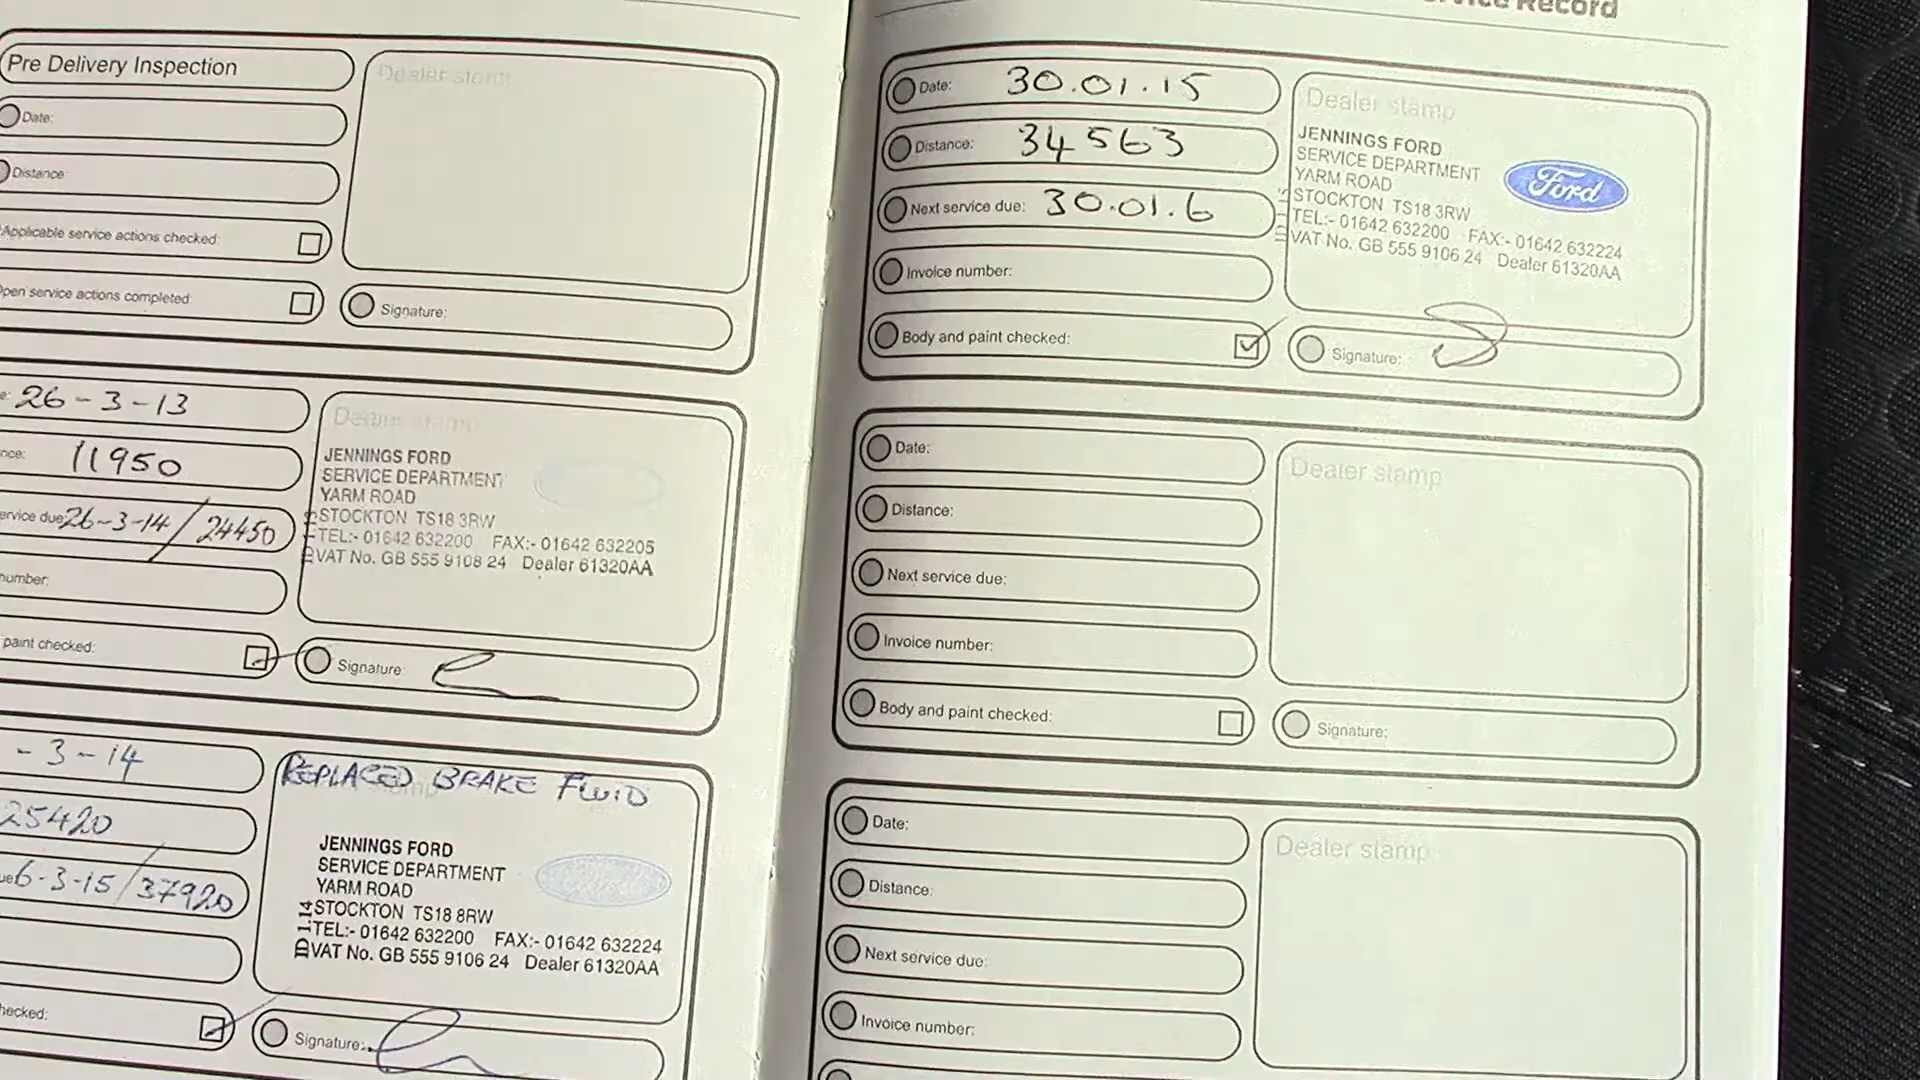 Pre Delivery Inspection
Dealer stamp
Date:
Distance:
Applicable service actions checked:
Open service actions completed:
Signature:
26-3-13
11950
26-3-14/24450
number:
paint checked:
Dealer stamp
JENNINGS FORD
SERVICE DEPARTMENT
YARM ROAD
STOCKTON TS18 3RW
TEL:- 01642 632200 FAX:- 01642 632205
VAT No. GB 555 9108 24 Dealer 61320AA
Signature:
-3-14
25420
6-3-15/37920
REPLACED BRAKE FLUID
JENNINGS FORD
SERVICE DEPARTMENT
YARM ROAD
STOCKTON TS18 8RW
TEL:- 01642 632200 FAX:- 01642 632224
VAT No. GB 555 9106 24 Dealer 61320AA
Signature:
Record
Date: 30.01.15
Distance: 34563
Next service due: 30.01.6
Invoice number:
Body and paint checked:
Dealer stamp
JENNINGS FORD
SERVICE DEPARTMENT
YARM ROAD
STOCKTON TS18 3RW
TEL:- 01642 632200 FAX:- 01642 632224
VAT No. GB 555 9106 24 Dealer 61320AA
Ford
Signature:
Date:
Distance:
Next service due:
Invoice number:
Body and paint checked:
Dealer stamp
Signature:
Date:
Distance:
Next service due:
Invoice number:
Dealer stamp